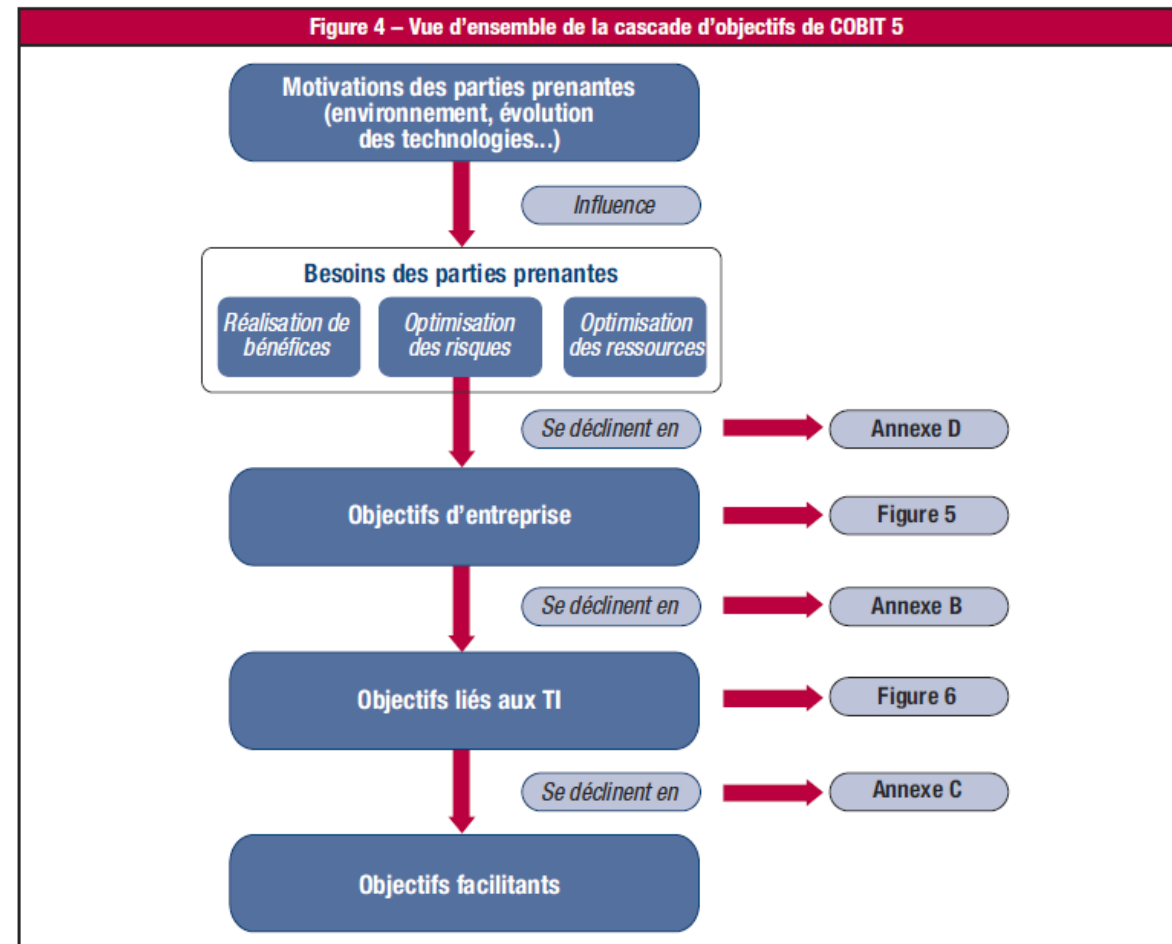 Figure 4 – Vue d’ensemble de la cascade d’objectifs de COBIT 5
Motivations des parties prenantes
(environnement, évolution
des technologies...)
Influence
Besoins des parties prenantes
Réalisation de
bénéfices
Optimisation
des risques
Optimisation
des ressources
Se déclinent en
Annexe D
Objectifs d’entreprise
Figure 5
Se déclinent en
Annexe B
Objectifs liés aux TI
Figure 6
Se déclinent en
Annexe C
Objectifs facilitants